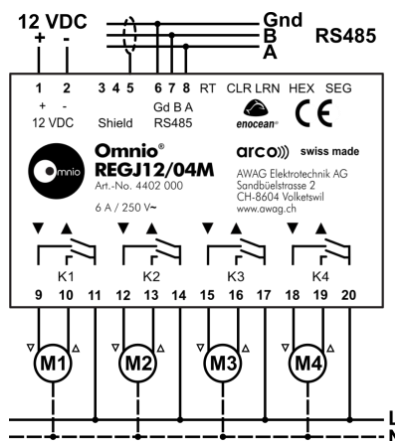 12 VDC
+ -
Gnd
B
A
RS485
1 2 3 4 5 6 7 8 RT CLR LRN HEX SEG
+ - Gd B A
12 VDC Shield RS485
enocean® CE
Omnio
Omnio®
REGJ12/04M
Art.-No. 4402 000
6 A / 250 V~
arco))) swiss made
AWAG Elektrotechnik AG
Sandbüelstrasse 2
CH-8604 Volketswil
www.awag.ch
▼ ▲ ▼ ▲ ▼ ▲ ▼ ▲
K1 K2 K3 K4
9 10 11 12 13 14 15 16 17 18 19 20
M1 M2 M3 M4
L
N